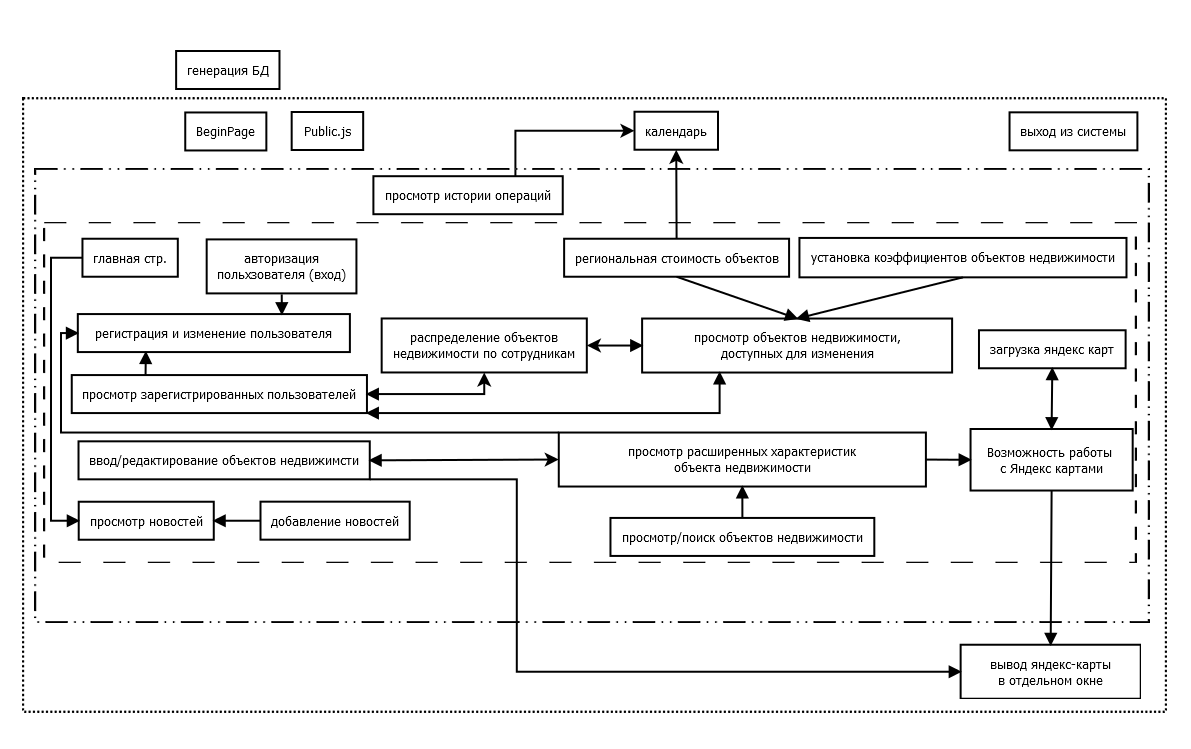 генерация БД
BeginPage
Public.js
календарь
выход из системы
просмотр истории операций
главная стр.
авторизация
пользхзователя (вход)
региональная стоимость объектов
установка коэффициентов объектов недвижимости
регистрация и изменение пользователя
распределение объектов
недвижимости по сотрудникам
просмотр объектов недвижимости,
доступных для изменения
загрузка яндекс карт
просмотр зарегистрированных пользователей
ввод/редактирование объектов недвижимсти
просмотр расширенных характеристик
объекта недвижимости
Возможность работы
с Яндекс картами
просмотр новостей
добавление новостей
просмотр/поиск объектов недвижимости
вывод яндекс-карты
в отдельном окне